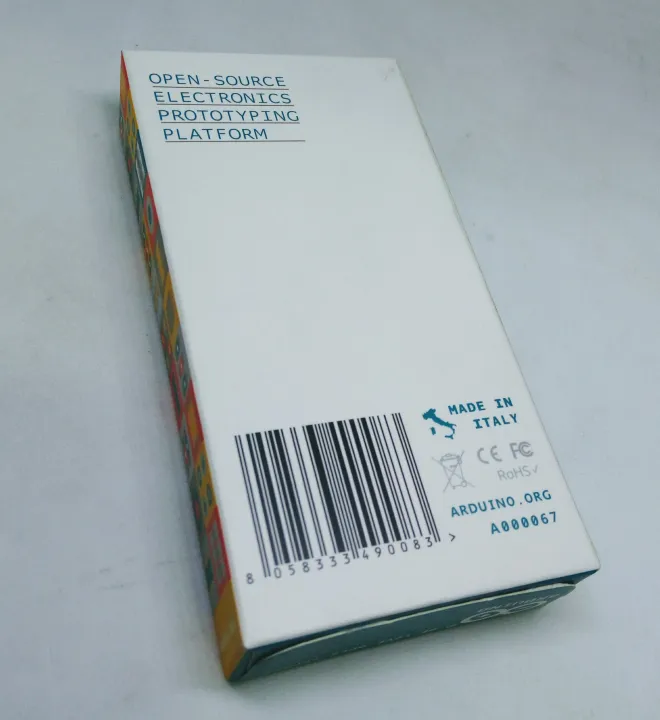 OPEN-SOURCE
ELECTRONICS
PROTOTYPING
PLATFORM
MADE IN
ITALY
CE FC
RoHS✓
ARDUINO.ORG
A000067
8 058333 490083 >